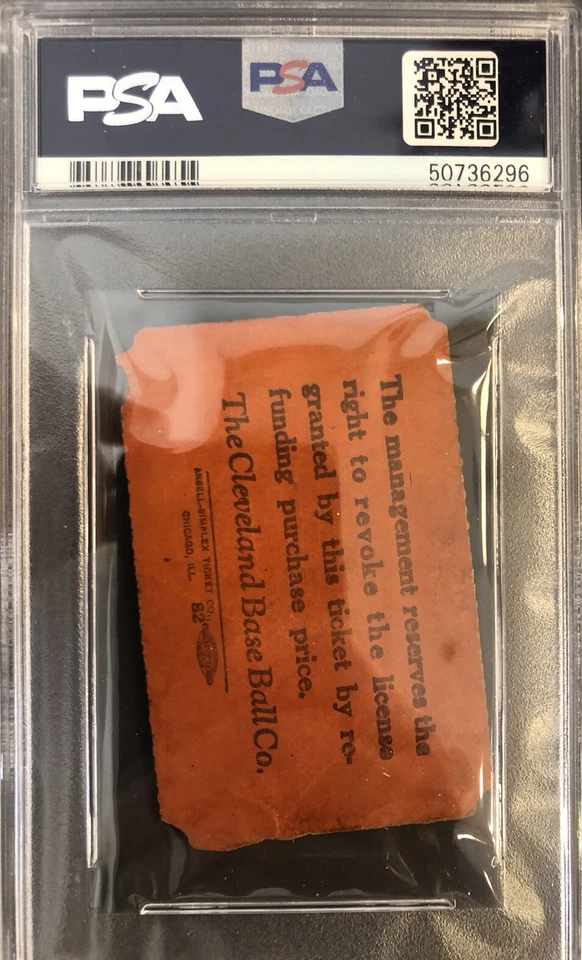 PSA
PSA
50736296
The management reserves the
right to revoke the license
granted by this ticket by re-
funding purchase price.
The Cleveland Base Ball Co.
ANSELL-SIMPLEX TICKET CO.,
CHICAGO, ILL.
82